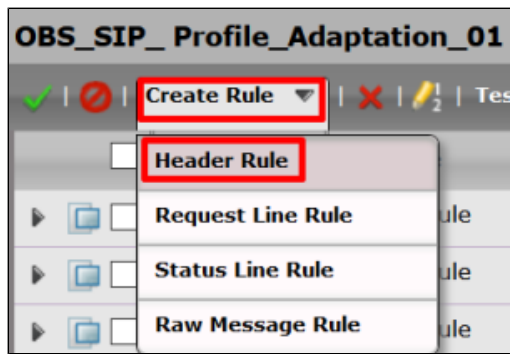 OBS_SIP_ Profile_Adaptation_01
| | Create Rule | | Tes
Header Rule
Request Line Rule ule
Status Line Rule ule
Raw Message Rule ule